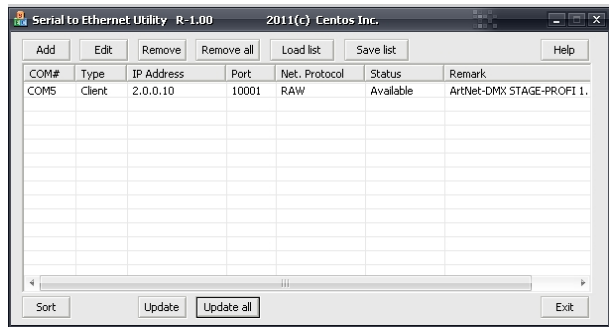 Serial to Ethernet Utility R-1.00 2011(c) Centos Inc.
Add Edit Remove Remove all Load list Save list Help
COM# Type IP Address Port Net. Protocol Status Remark
COM5 Client 2.0.0.10 10001 RAW Available ArtNet-DMX STAGE-PROFI 1.
Sort Update Update all Exit